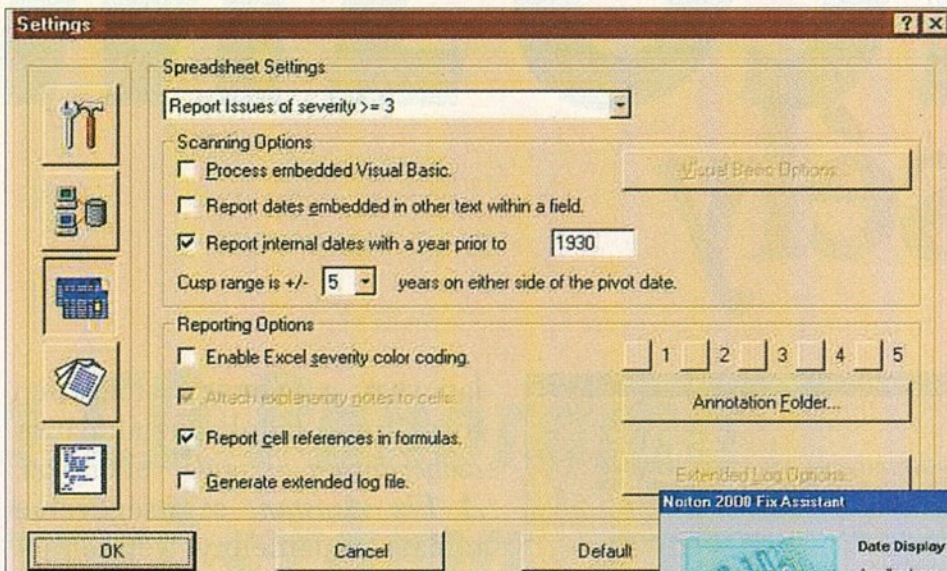 Settings
Spreadsheet Settings
Report Issues of severity >= 3
Scanning Options
Process embedded Visual Basic.
Visual Basic Options...
Report dates embedded in other text within a field.
Report internal dates with a year prior to 1930
Cusp range is +/- 5 years on either side of the pivot date.
Reporting Options
Enable Excel severity color coding.
1 2 3 4 5
Attach explanatory notes to cells.
Annotation Folder...
Report cell references in formulas.
Generate extended log file.
Extended Log Options...
Norton 2000 Fix Assistant
OK
Cancel
Default
Date Display